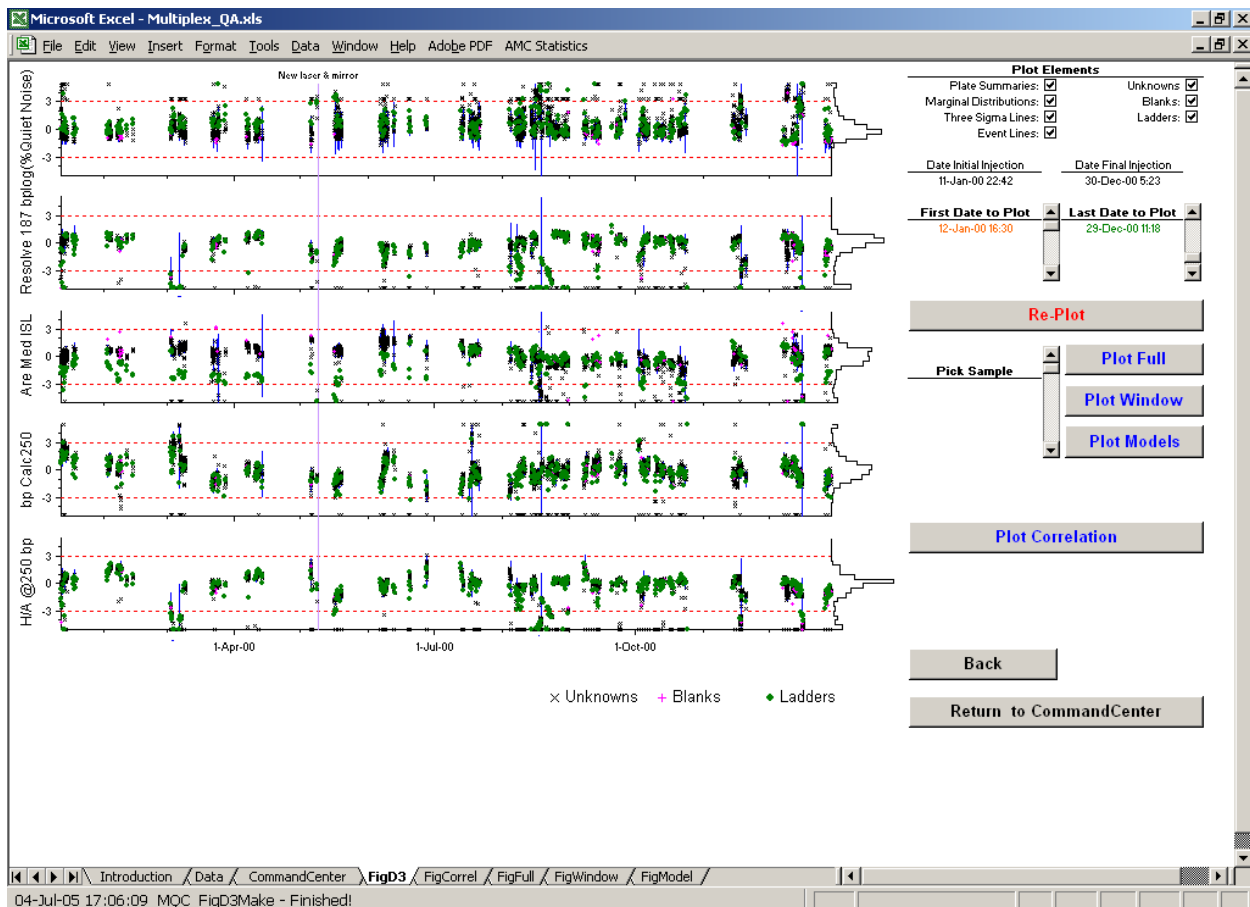 Microsoft Excel - Multiplex_QA.xls
File Edit View Insert Format Tools Data Window Help Adobe PDF AMC Statistics
New laser & mirror
log(%Quiet Noise)
3
0
-3
Resolve 187 bp
3
0
-3
Are Med ISL
3
0
-3
bp Calc250
3
0
-3
H/A @250 bp
3
0
-3
1-Apr-00 1-Jul-00 1-Oct-00
× Unknowns + Blanks ♦ Ladders
Plot Elements
Plate Summaries: Unknowns:
Marginal Distributions: Blanks:
Three Sigma Lines: Ladders:
Event Lines:
Date Initial Injection Date Final Injection
11-Jan-00 22:42 30-Dec-00 5:23
First Date to Plot Last Date to Plot
12-Jan-00 16:30 29-Dec-00 11:18
Re-Plot
Pick Sample
Plot Full
Plot Window
Plot Models
Plot Correlation
Back
Return to CommandCenter
Introduction Data CommandCenter FigD3 FigCorrel FigFull FigWindow FigModel
04-Jul-05 17:06:09 MQC_FigD3Make - Finished!